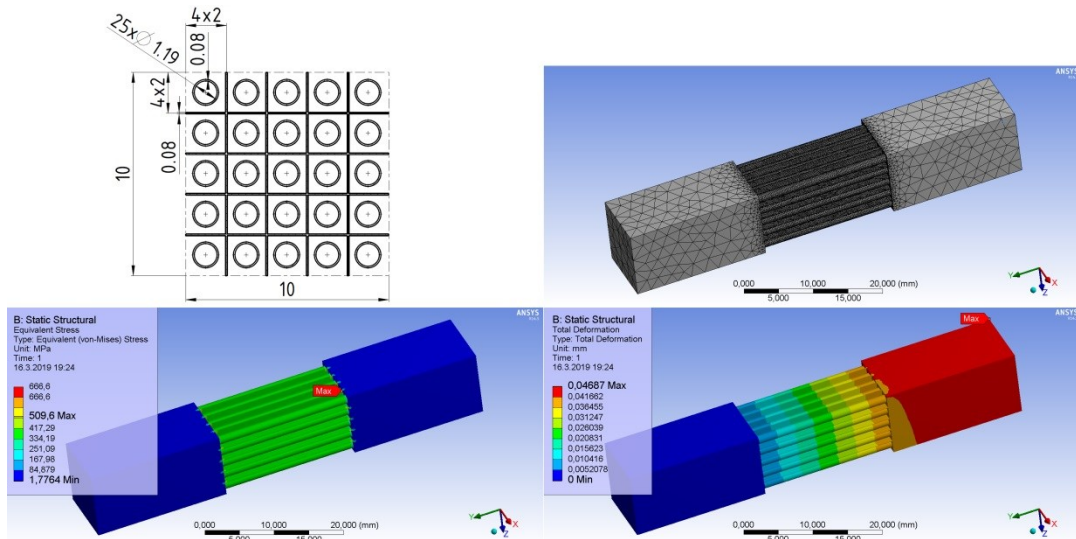 4x2
25xØ 1.19
0.08
4x2
0.08
10
10
ANSYS
0,000 10,000 20,000 (mm)
5,000 15,000
Y X
Z
B: Static Structural
Equivalent Stress
Type: Equivalent (von-Mises) Stress
Unit: MPa
Time: 1
16.3.2019 19:24
666,6
666,6
509,6 Max
417,29
334,19
251,09
167,98
84,879
1,7764 Min
Max
ANSYS
0,000 10,000 20,000 (mm)
5,000 15,000
Y X
Z
B: Static Structural
Total Deformation
Type: Total Deformation
Unit: mm
Time: 1
16.3.2019 19:24
0,04687 Max
0,041662
0,036455
0,031247
0,026039
0,020831
0,015623
0,010416
0,0052078
0 Min
Max
ANSYS
0,000 10,000 20,000 (mm)
5,000 15,000
Y X
Z